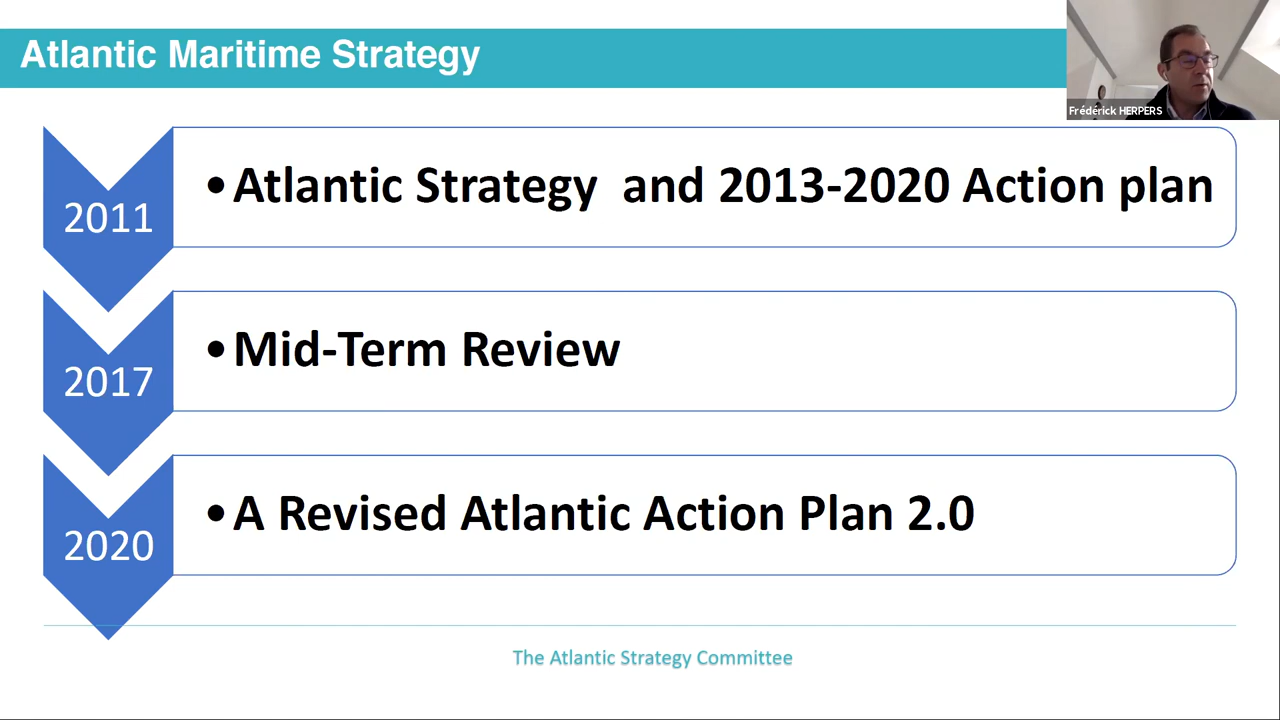 Atlantic Maritime Strategy
Frédérick HERPERS
2011
•Atlantic Strategy and 2013-2020 Action plan
2017
•Mid-Term Review
2020
•A Revised Atlantic Action Plan 2.0
The Atlantic Strategy Committee